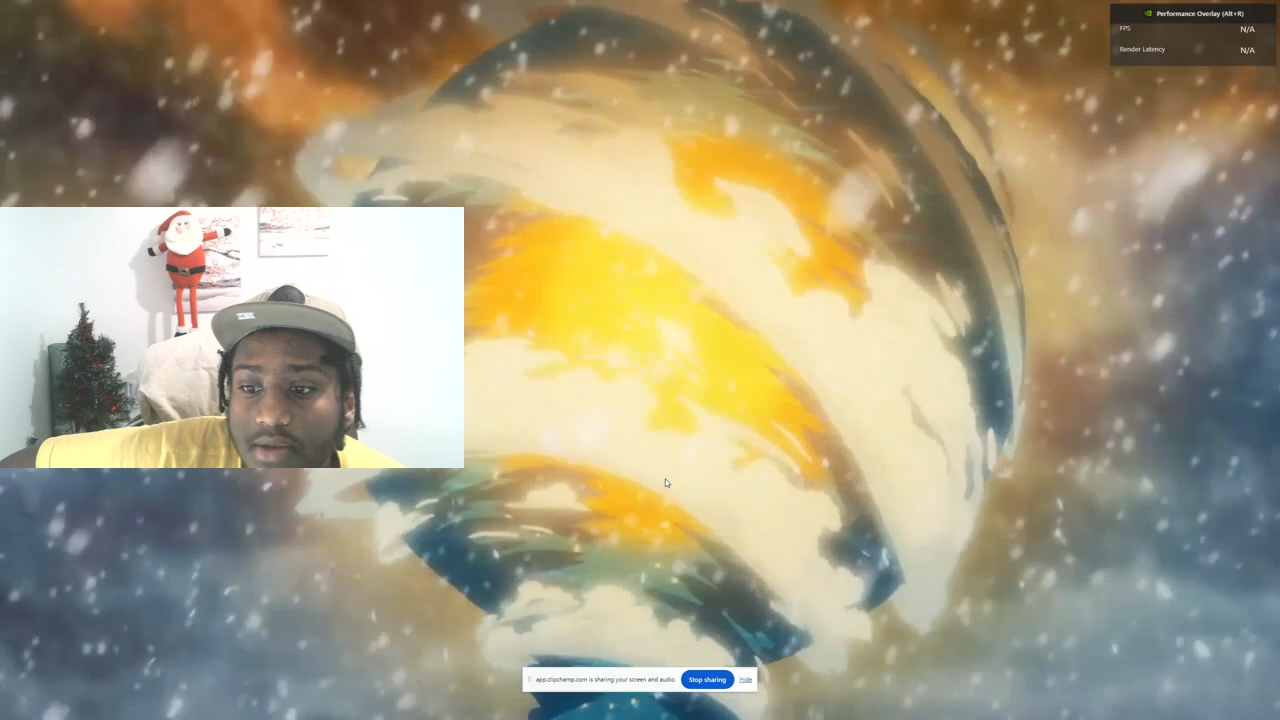 Performance Overlay (Alt+R)
FPS N/A
Render Latency N/A
app.clipchamp.com is sharing your screen and audio. Stop sharing Hide